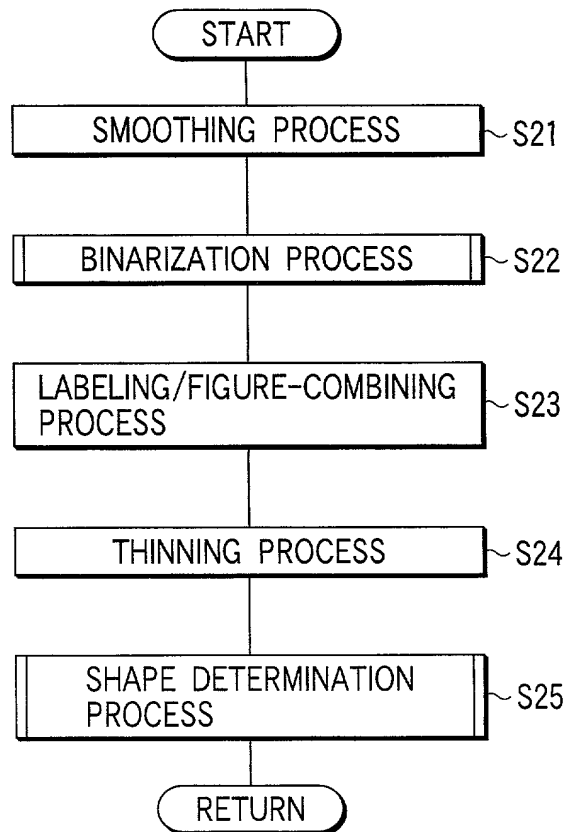 START
SMOOTHING PROCESS
S21
BINARIZATION PROCESS
S22
LABELING/FIGURE-COMBINING
PROCESS
S23
THINNING PROCESS
S24
SHAPE DETERMINATION
PROCESS
S25
RETURN